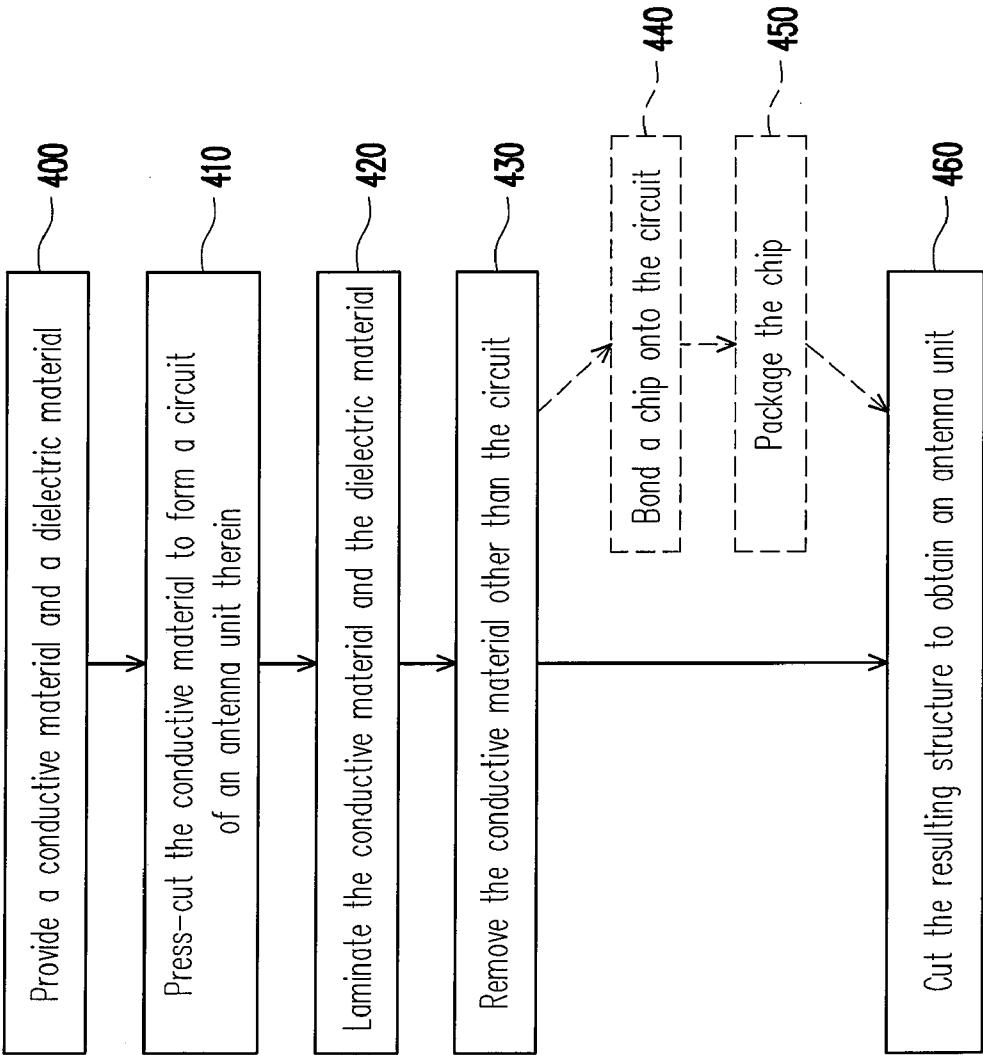 Provide a conductive material and a dielectric material
400
Press-cut the conductive material to form a circuit
of an antenna unit therein
410
Laminate the conductive material and the dielectric material
420
Remove the conductive material other than the circuit
430
Bond a chip onto the circuit
440
Package the chip
450
Cut the resulting structure to obtain an antenna unit
460